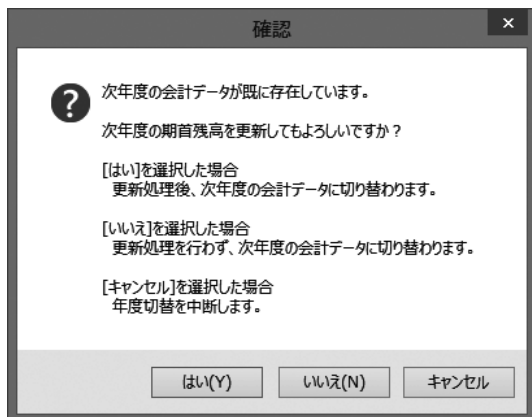 確認
×
次年度の会計データが既に存在しています。
次年度の期首残高を更新してもよろしいですか？
[はい]を選択した場合
更新処理後、次年度の会計データに切り替わります。
[いいえ]を選択した場合
更新処理を行わず、次年度の会計データに切り替わります。
[キャンセル]を選択した場合
年度切替を中断します。
はい(Y)
いいえ(N)
キャンセル